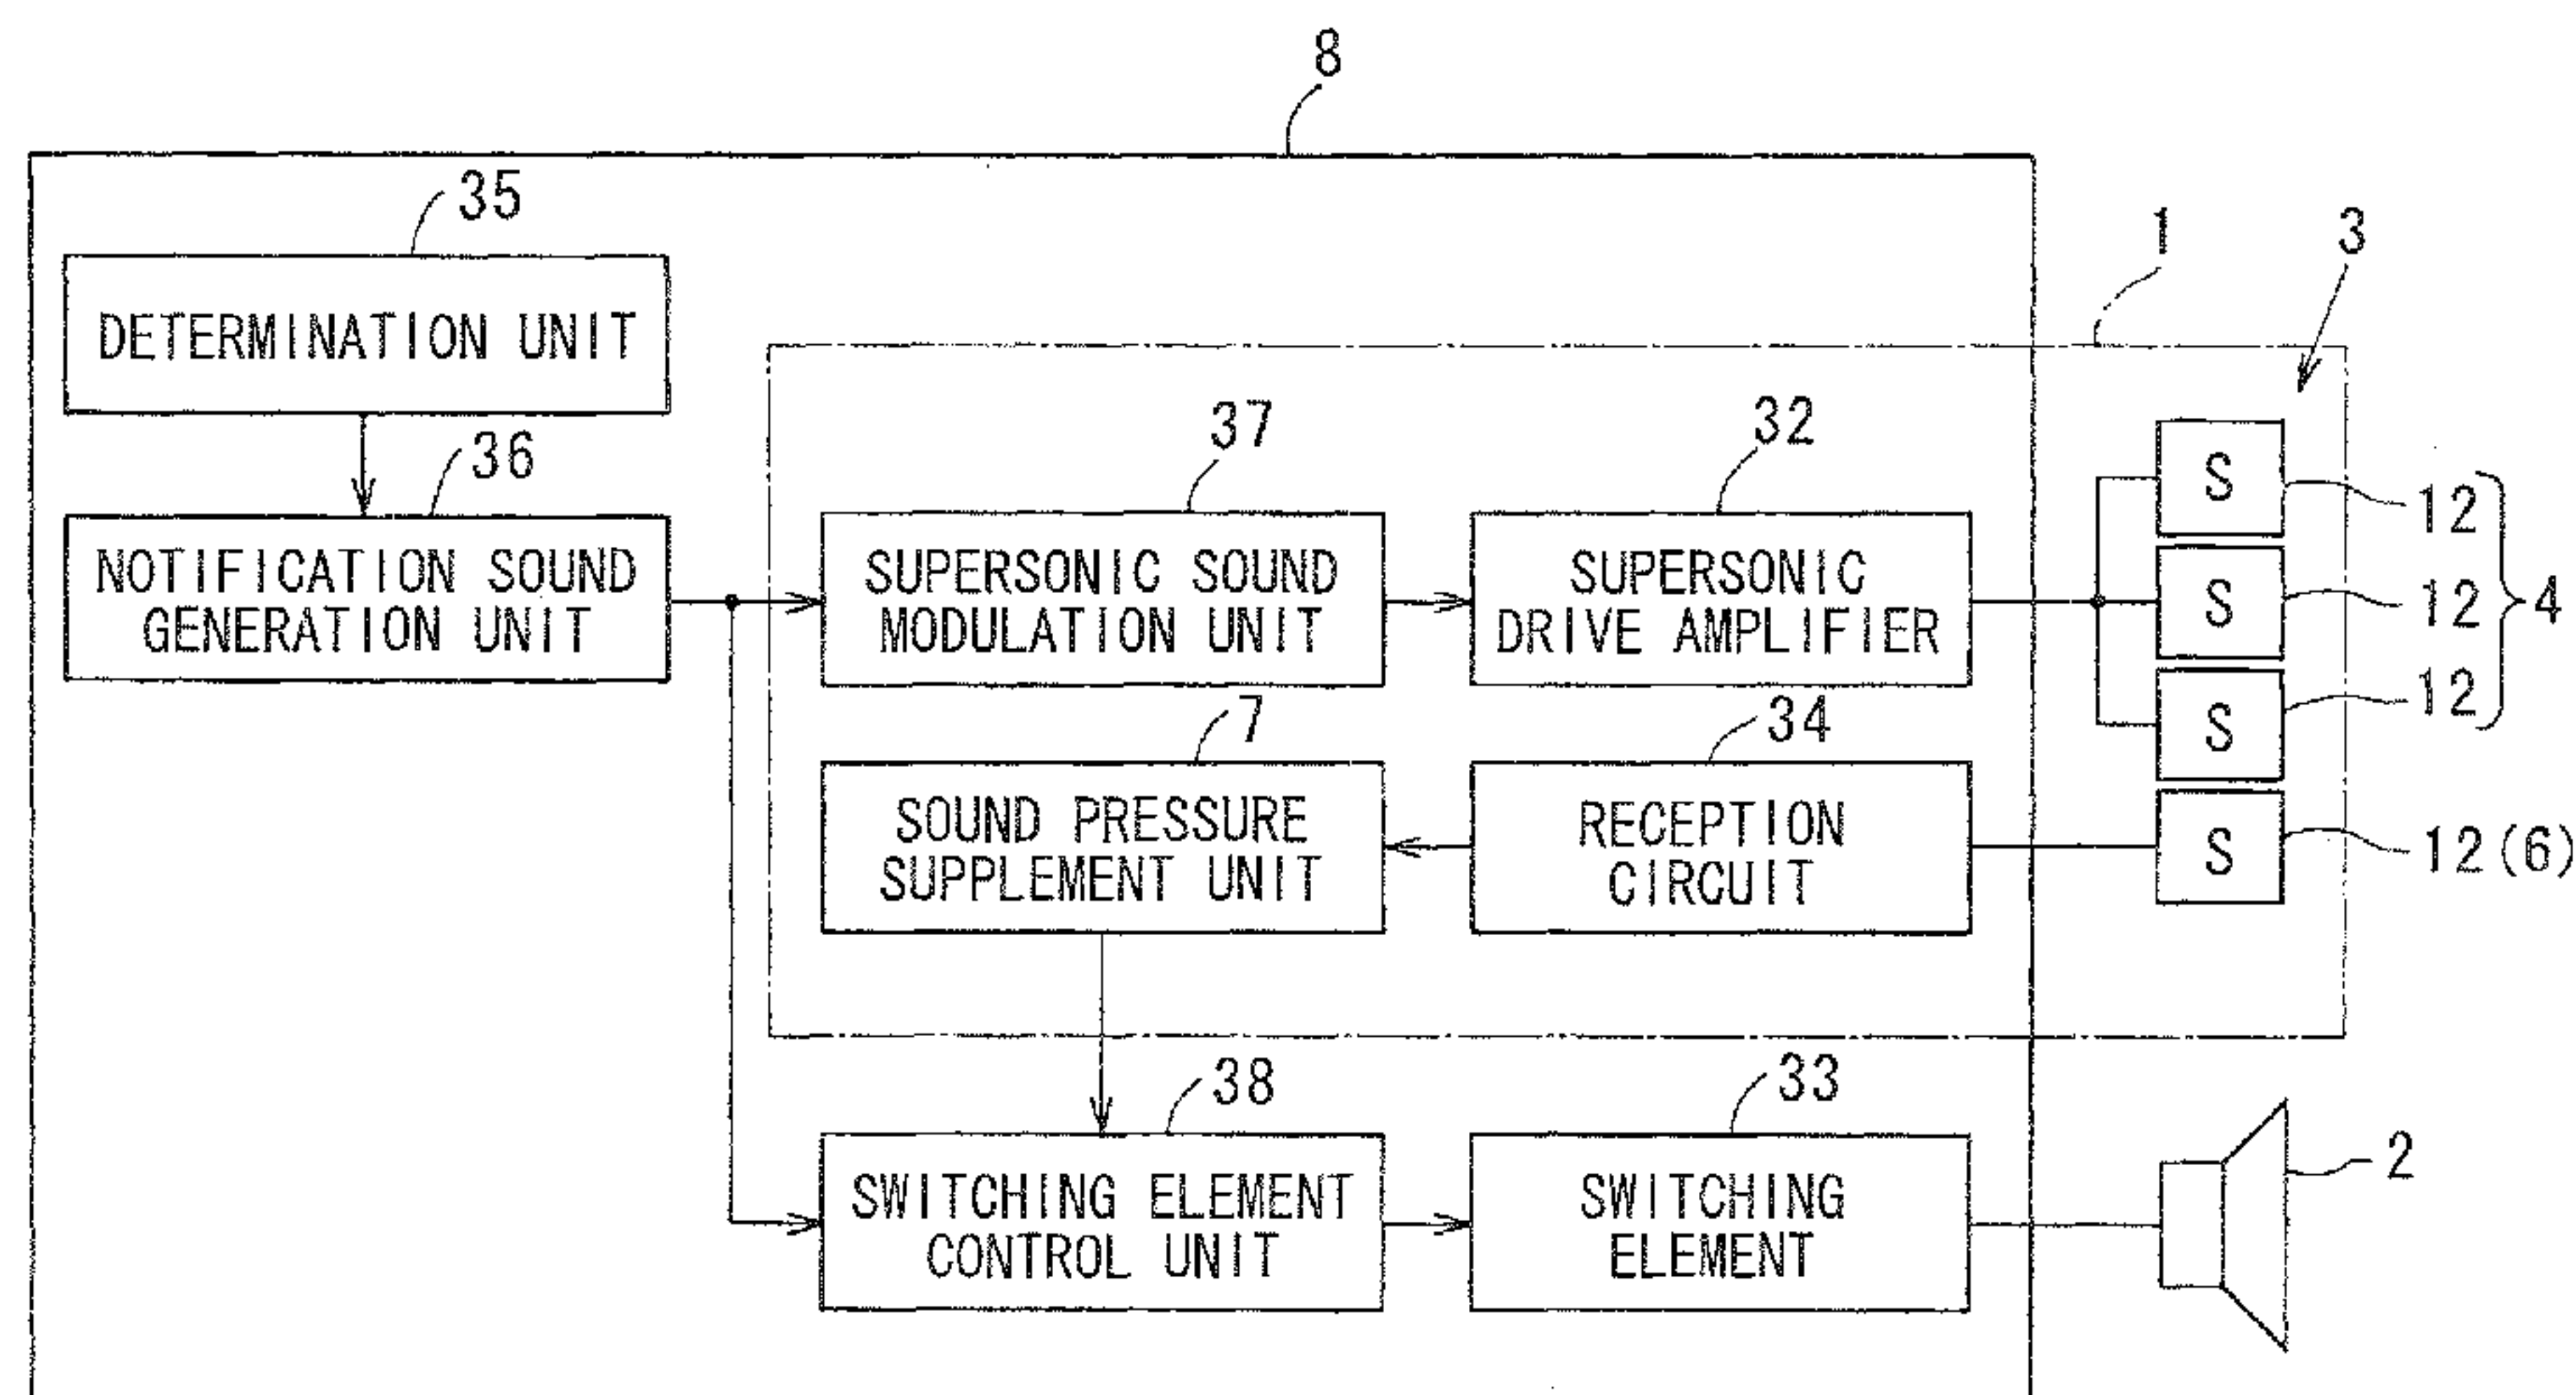 8
35
1
3
DETERMINATION UNIT
37
32
36
S
12
NOTIFICATION SOUND
GENERATION UNIT
SUPERSONIC SOUND
MODULATION UNIT
SUPERSONIC
DRIVE AMPLIFIER
S
12
4
S
12
7
34
SOUND PRESSURE
SUPPLEMENT UNIT
RECEPTION
CIRCUIT
S
12(6)
38
33
SWITCHING ELEMENT
CONTROL UNIT
SWITCHING
ELEMENT
2